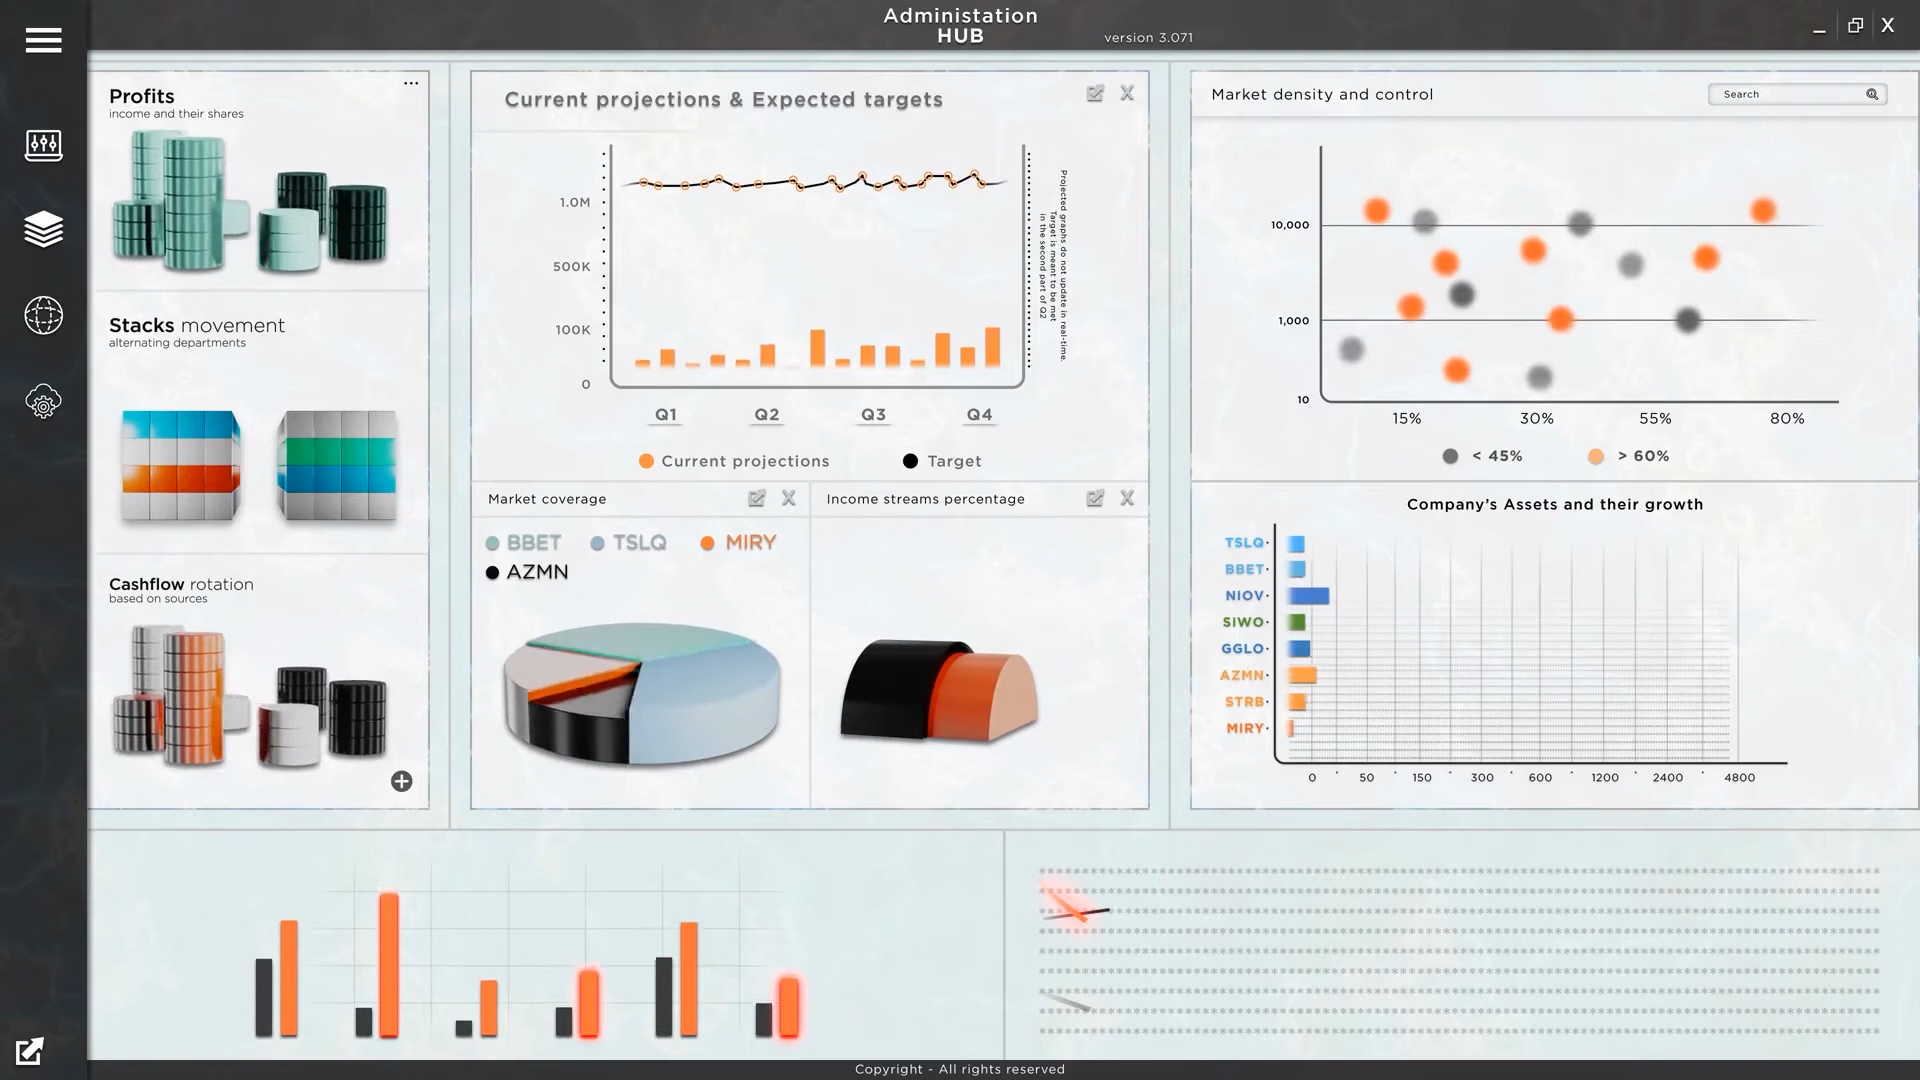 Administation
HUB
version 3.071
X
Profits
income and their shares
Stacks movement
alternating departments
Cashflow rotation
based on sources
Current projections & Expected targets
X
1.0M
500K
100K
0
Q1 Q2 Q3 Q4
Projected graphs do not update in real-time.
Target is meant to be met
in the second part of Q2
Current projections Target
Market coverage
X
BBET TSLQ MIRY
AZMN
Income streams percentage
X
Market density and control
Search
10,000
1,000
10
15% 30% 55% 80%
< 45% > 60%
Company's Assets and their growth
TSLQ
BBET
NIOV
SIWO
GGLO
AZMN
STRB
MIRY
0 50 150 300 600 1200 2400 4800
Copyright - All rights reserved